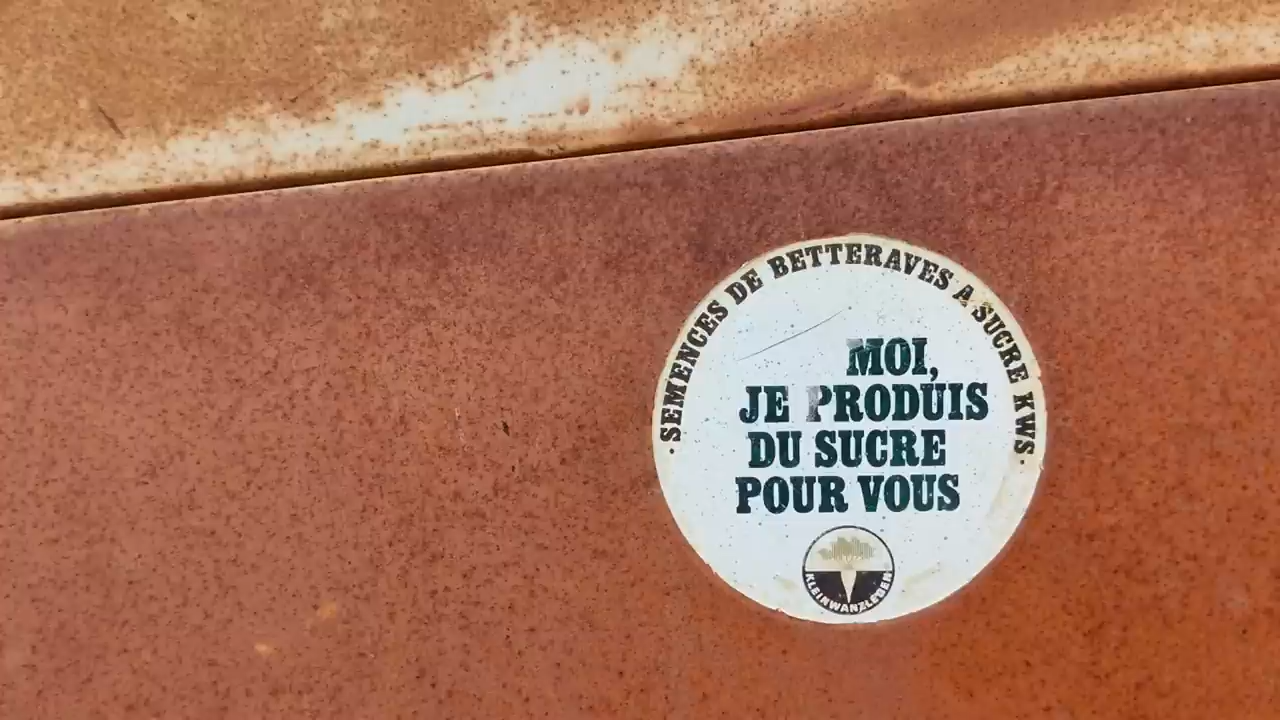 · SEMENCES DE BETTERAVES A SUCRE KWS ·
MOI,
JE PRODUIS
DU SUCRE
POUR VOUS
KLEINWANZLEBEN